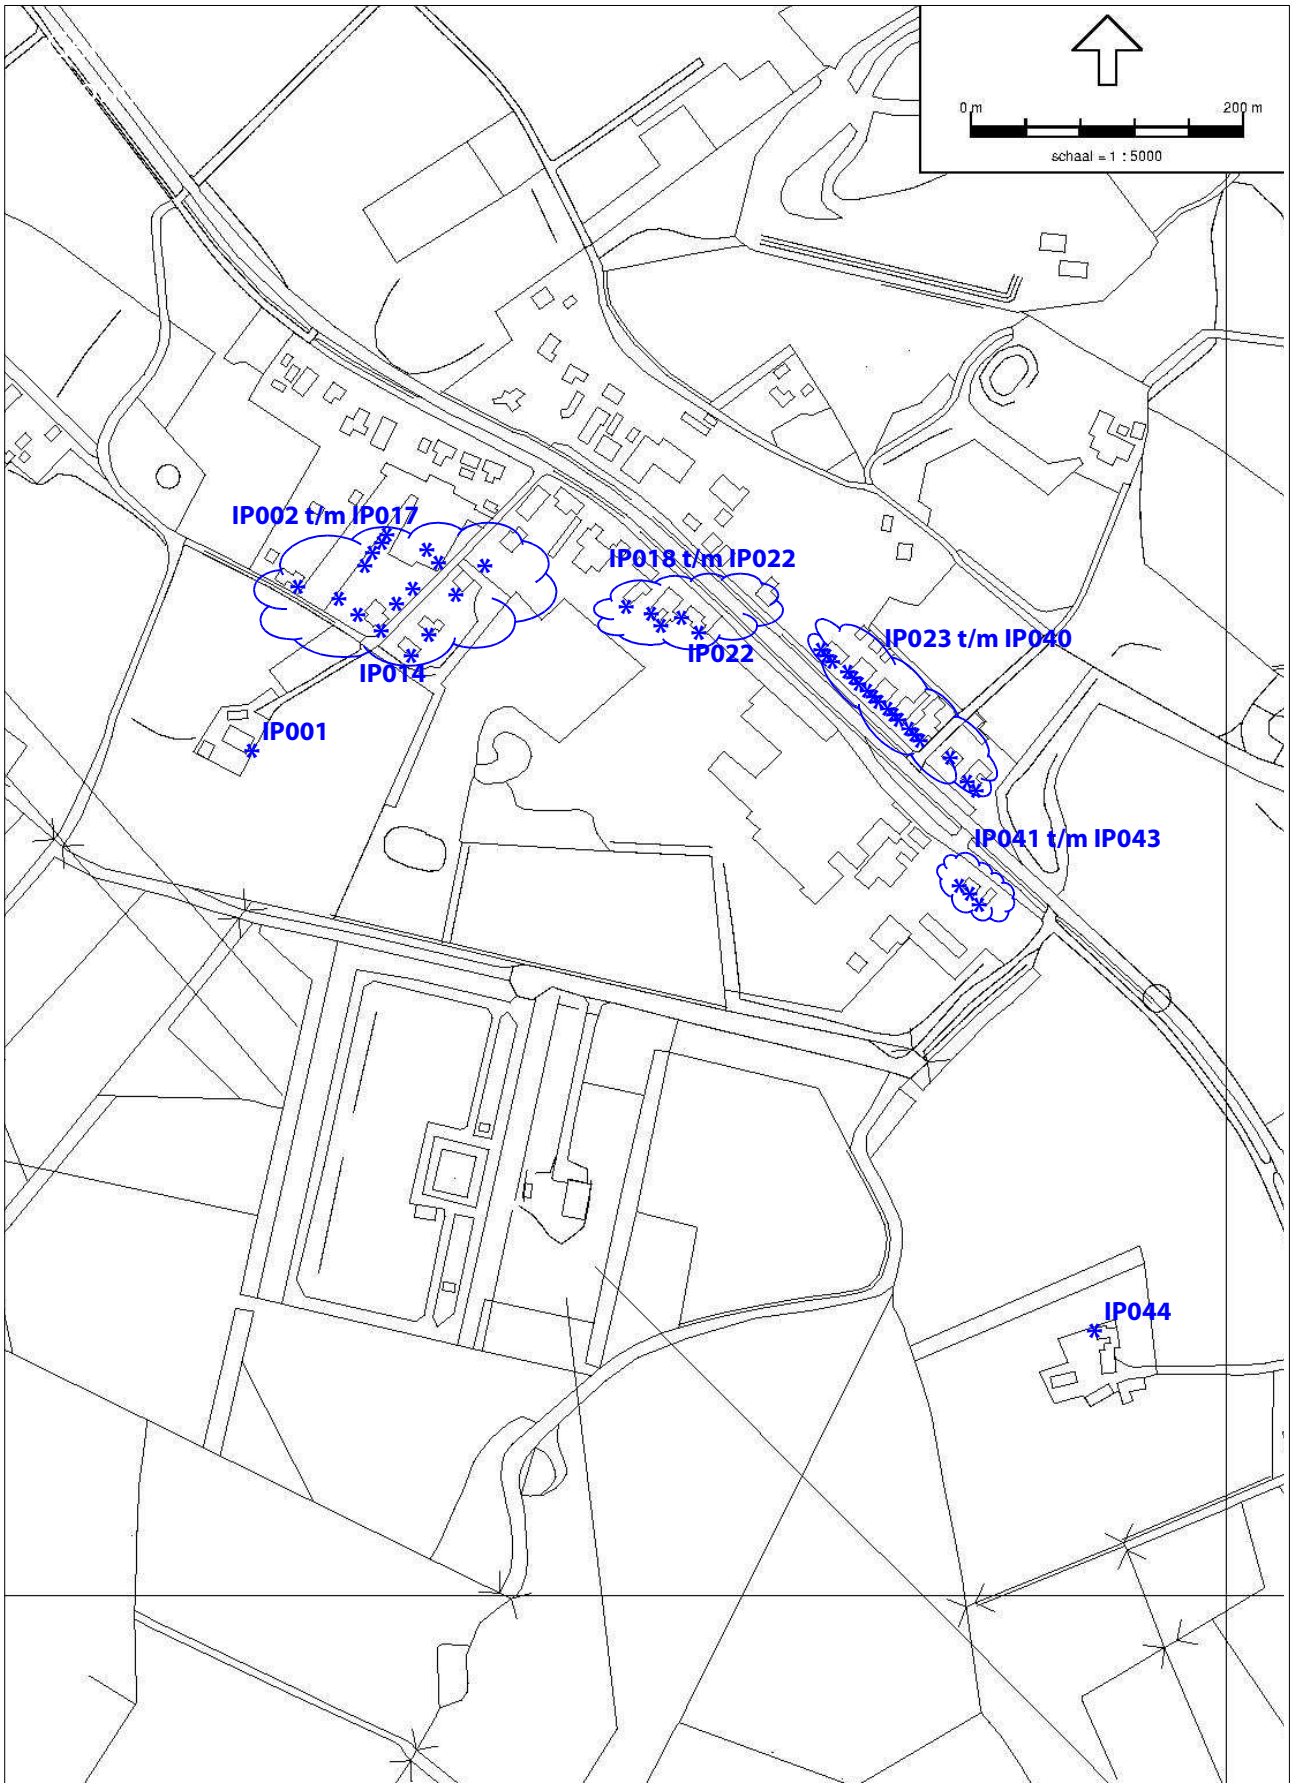 0 m 200 m
schaal = 1 : 5000
IP002 t/m IP017
IP018 t/m IP022
IP023 t/m IP040
IP022
IP014
IP001
IP041 t/m IP043
IP044